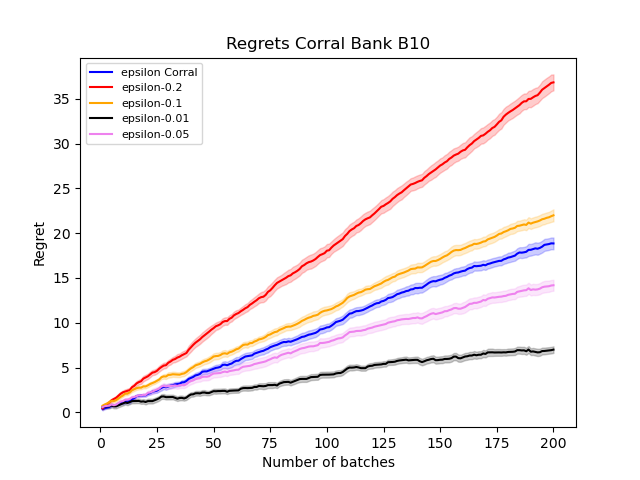 Regrets Corral Bank B10
epsilon Corral
epsilon-0.2
epsilon-0.1
epsilon-0.01
epsilon-0.05
Regret
35
30
25
20
15
10
5
0
0 25 50 75 100 125 150 175 200
Number of batches